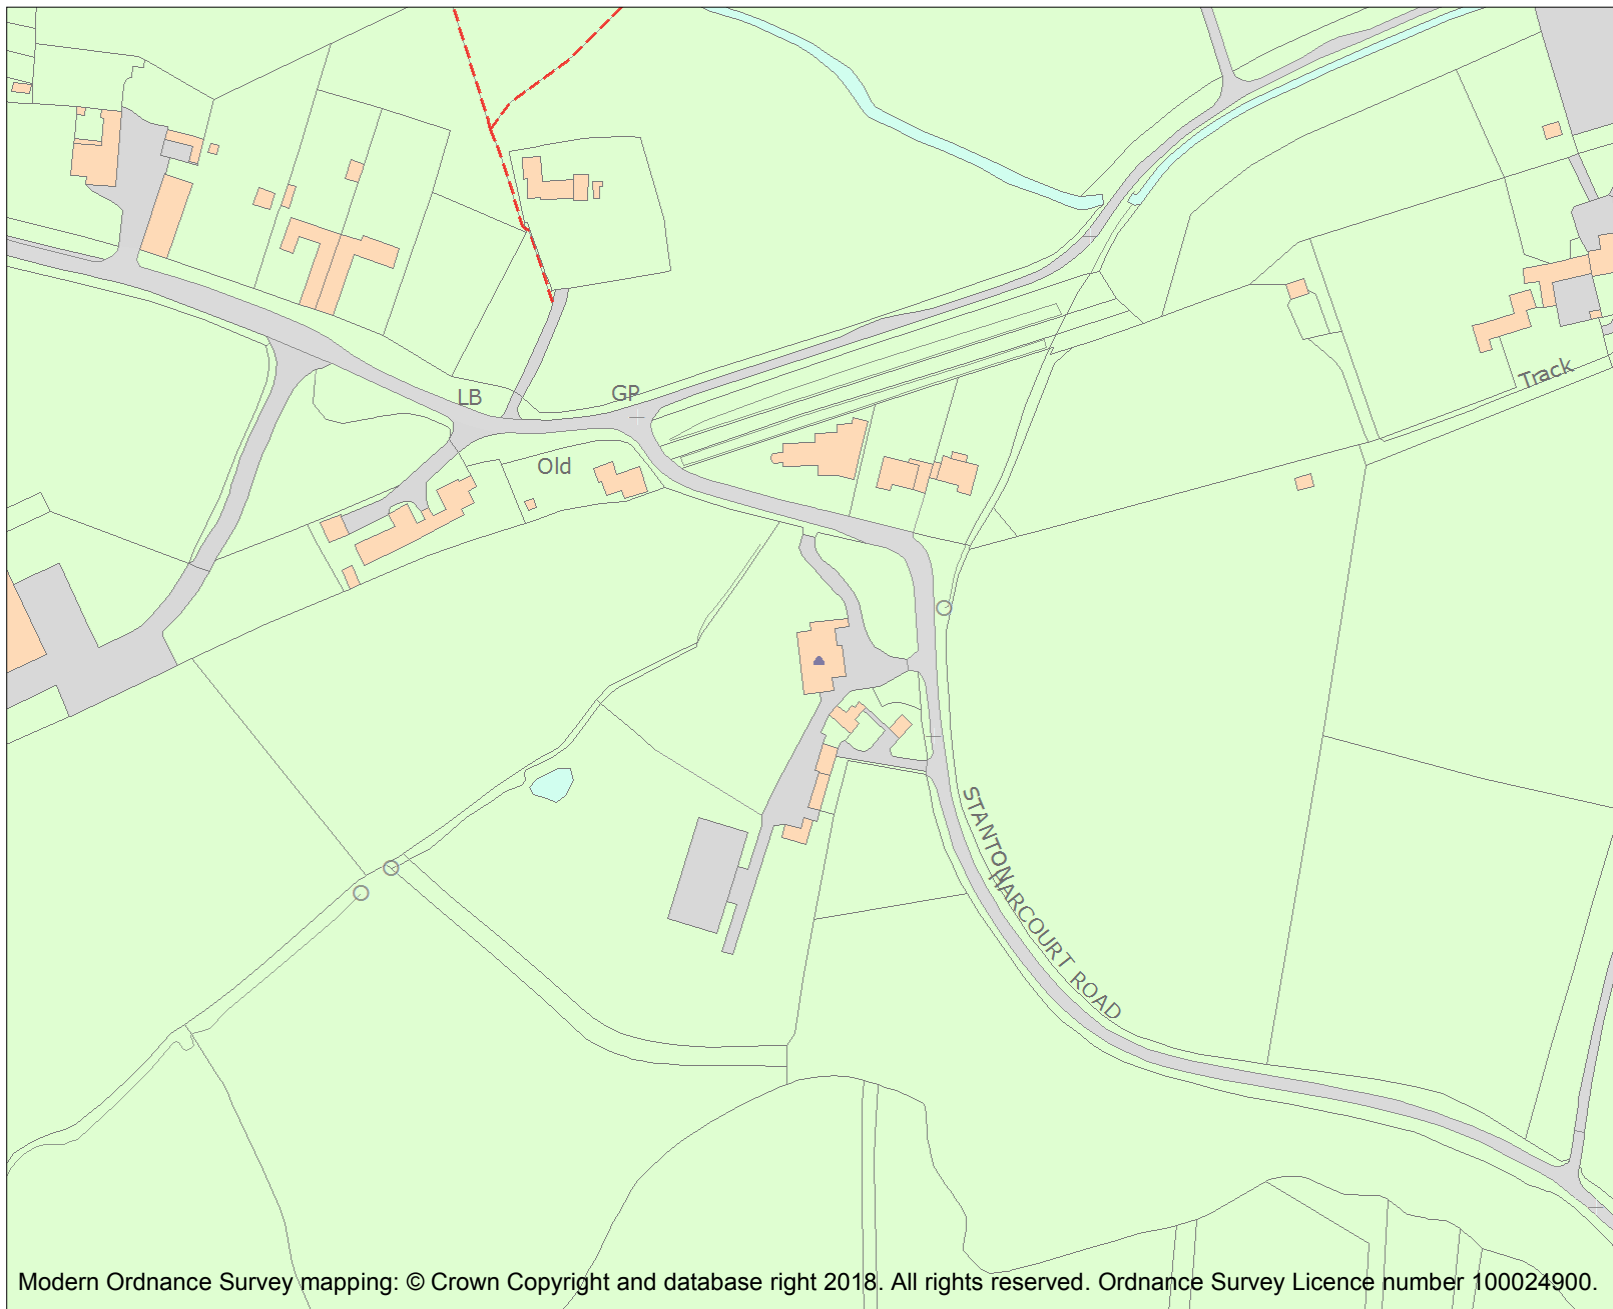 Track
LB
GP
Old
STANTON
HARCOURT ROAD
Modern Ordnance Survey mapping: © Crown Copyright and database right 2018. All rights reserved. Ordnance Survey Licence number 100024900.